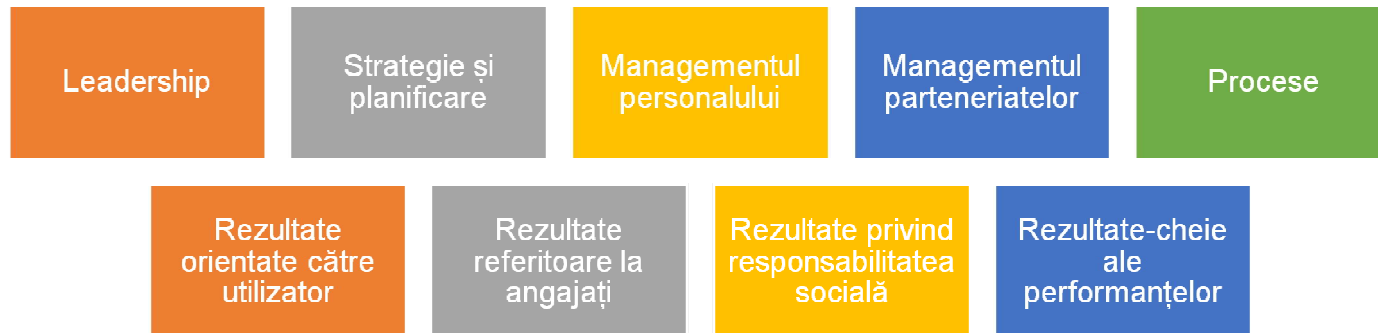 Leadership
Strategie și
planificare
Managementul
personalului
Managementul
parteneriatelor
Procese
Rezultate
orientate către
utilizator
Rezultate
referitoare la
angajați
Rezultate privind
responsabilitatea
socială
Rezultate-cheie
ale
performanțelor